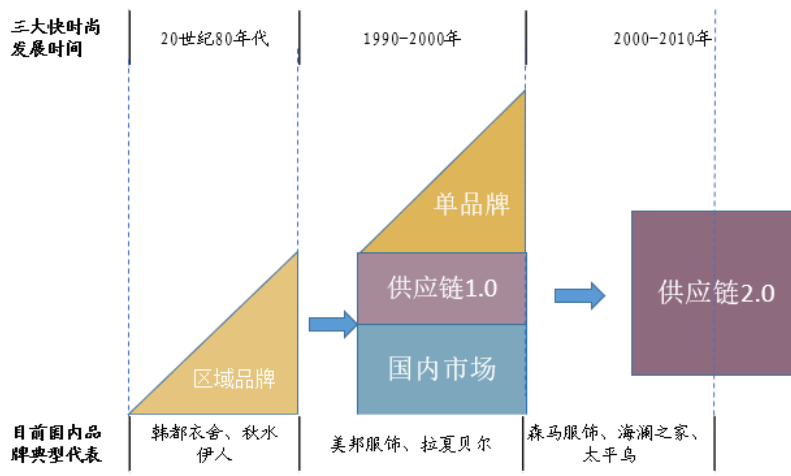 三大快时尚
发展时间
20世纪80年代
1990-2000年
2000-2010年
单品牌
供应链1.0
供应链2.0
区域品牌
国内市场
目前国内品
牌典型代表
韩都衣舍、秋水
伊人
美邦服饰、拉夏贝尔
森马服饰、海澜之家、
太平鸟